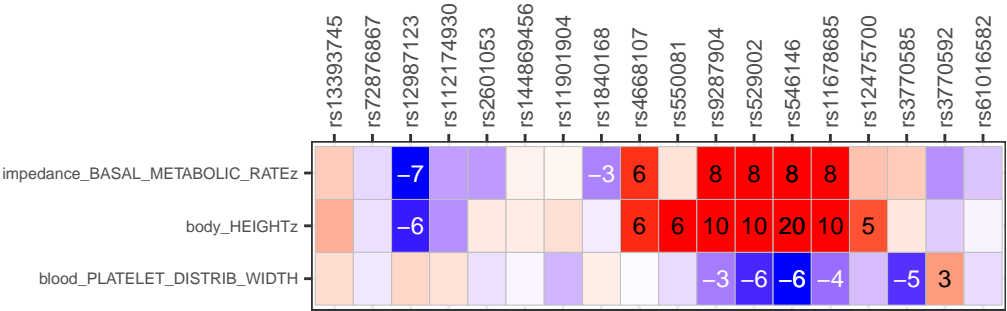 rs13393745
rs72876867
rs12987123
rs112174930
rs2601053
rs144869456
rs11901904
rs1840168
rs4668107
rs550081
rs9287904
rs529002
rs546146
rs11678685
rs12475700
rs3770585
rs3770592
rs61016582
impedance_BASAL_METABOLIC_RATEz −7 −3 6 8 8 8 8
body_HEIGHTz −6 6 6 10 10 20 10 5
blood_PLATELET_DISTRIB_WIDTH −3 −6 −6 −4 −5 3